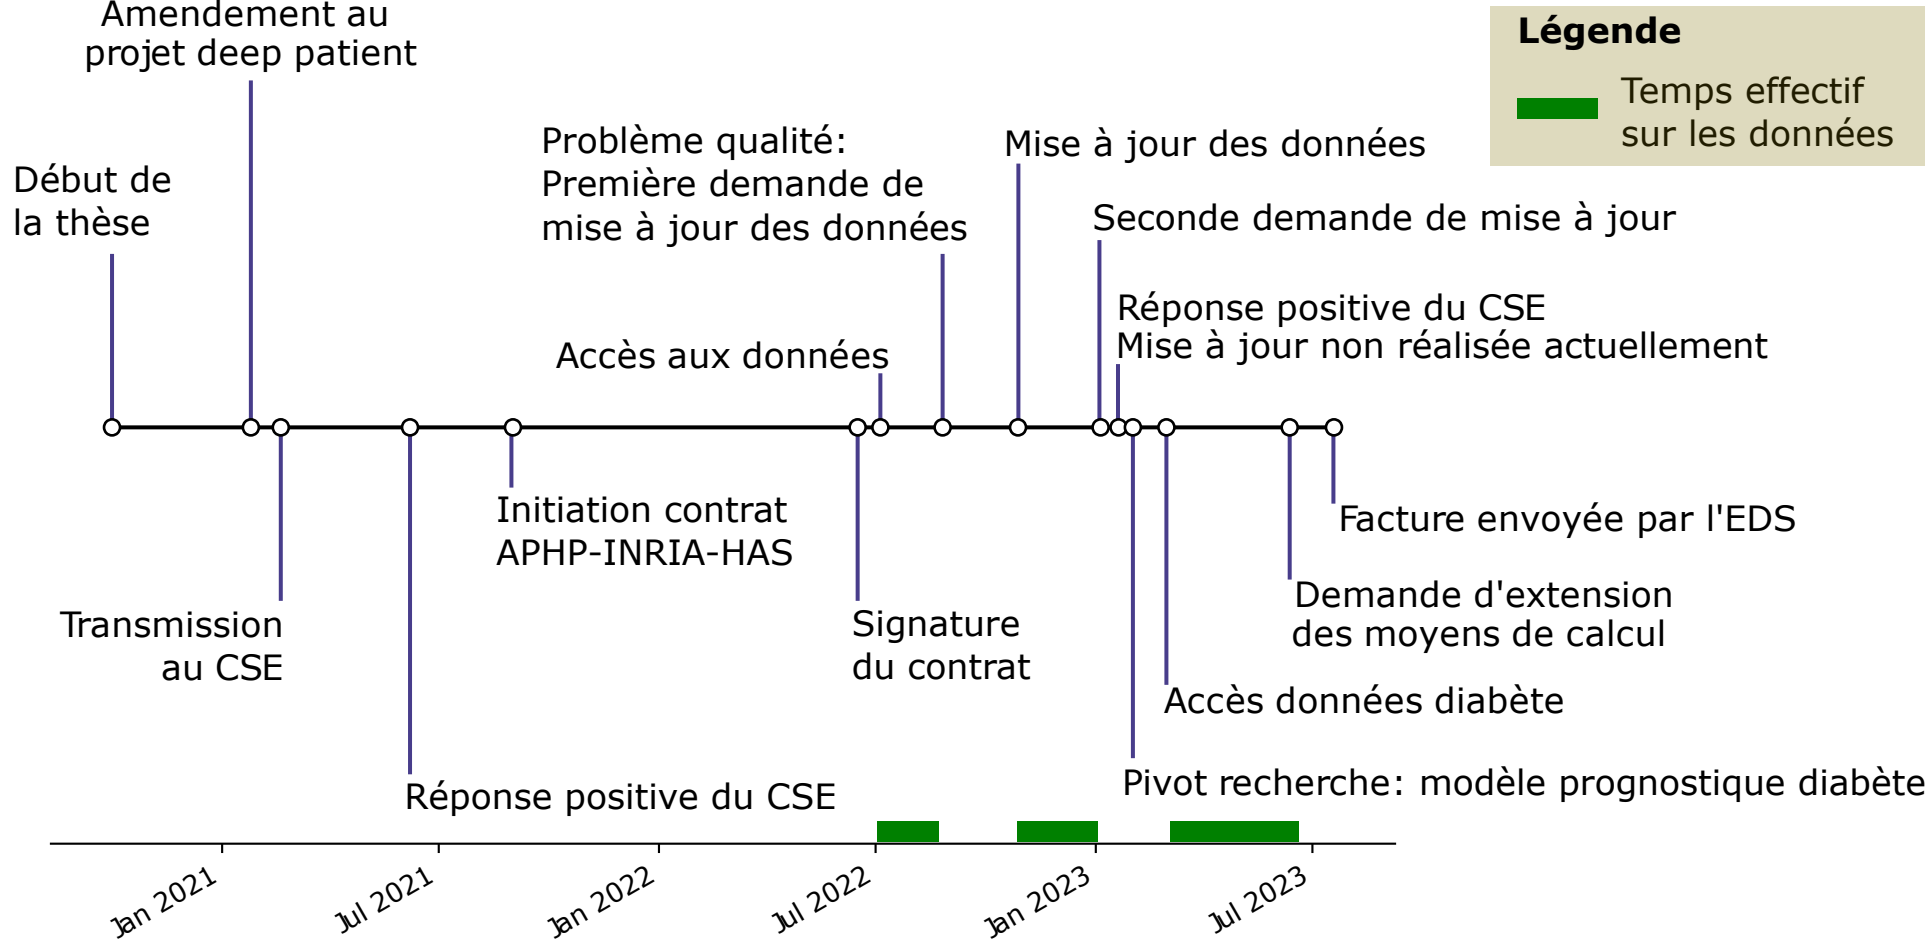 Amendement au
projet deep patient
Début de
la thèse
Problème qualité:
Première demande de
mise à jour des données
Accès aux données
Mise à jour des données
Seconde demande de mise à jour
Réponse positive du CSE
Mise à jour non réalisée actuellement
Légende
Temps effectif
sur les données
Transmission
au CSE
Réponse positive du CSE
Initiation contrat
APHP-INRIA-HAS
Signature
du contrat
Facture envoyée par l'EDS
Demande d'extension
des moyens de calcul
Accès données diabète
Pivot recherche: modèle prognostique diabète
Jan 2021
Jul 2021
Jan 2022
Jul 2022
Jan 2023
Jul 2023